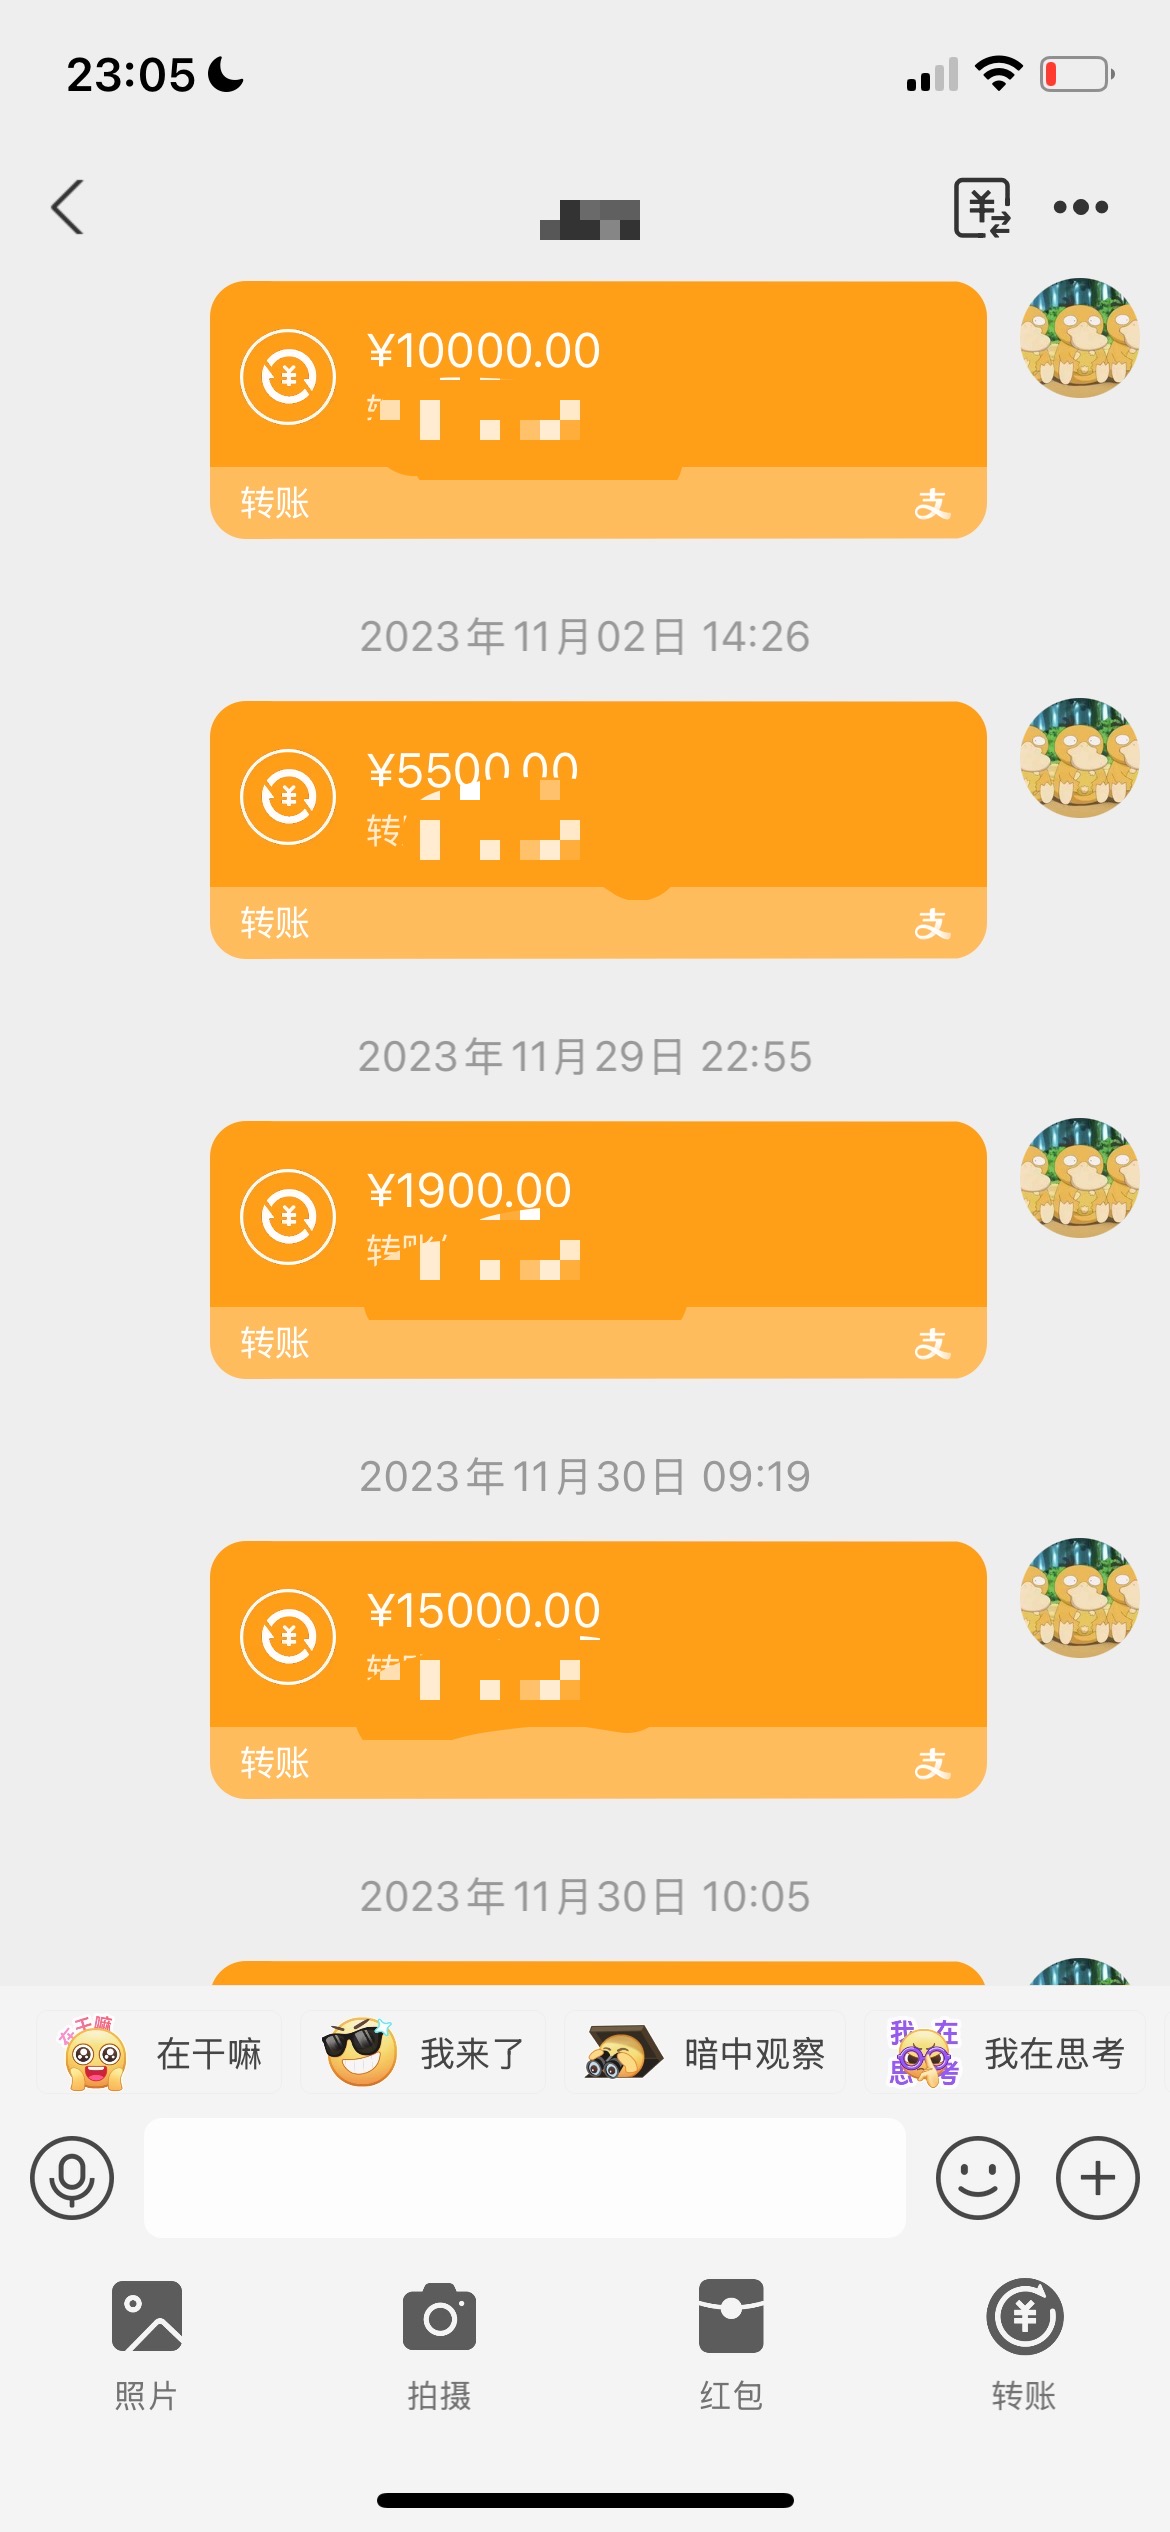 23:05
¥10000.00
转账
支
2023年11月02日 14:26
¥5500.00
转
转账
支
2023年11月29日 22:55
¥1900.00
转账
转账
支
2023年11月30日 09:19
¥15000.00
转
转账
支
2023年11月30日 10:05
在干嘛 在干嘛 我来了 暗中观察 我在思考 我在思考
照片 拍摄 红包 转账